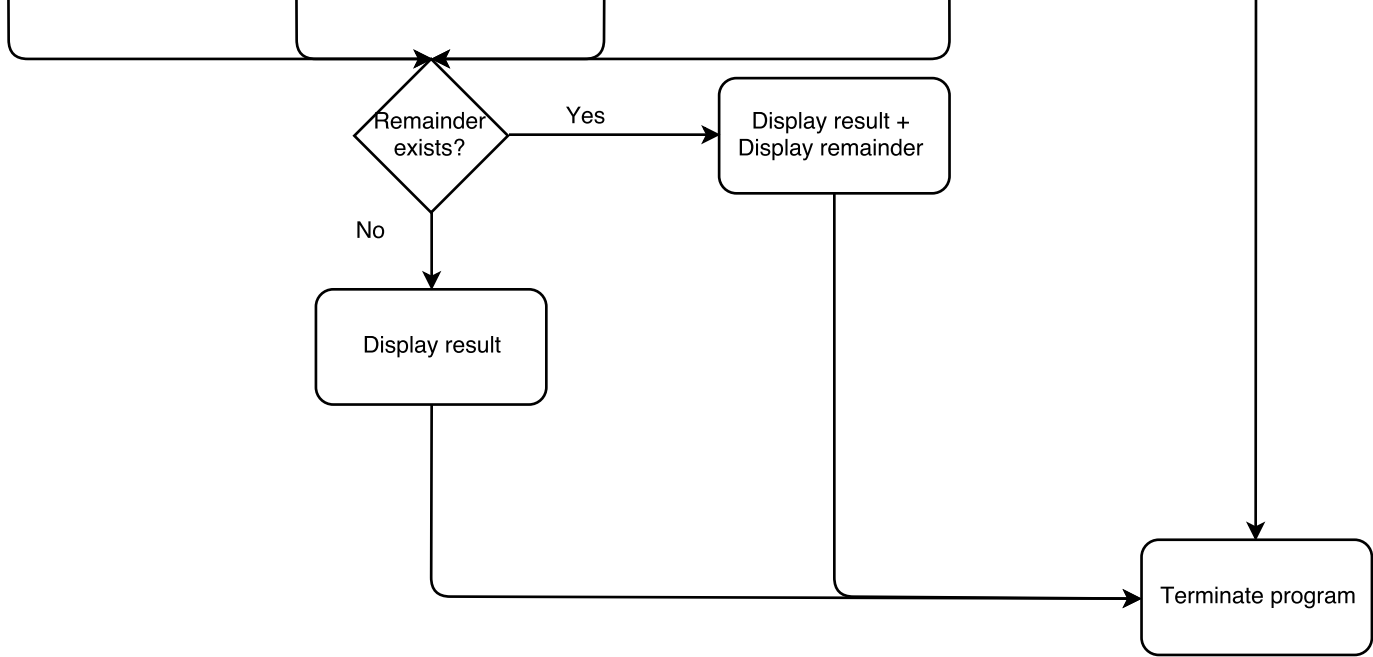 Remainder
exists?
Yes
Display result +
Display remainder
No
Display result
Terminate program